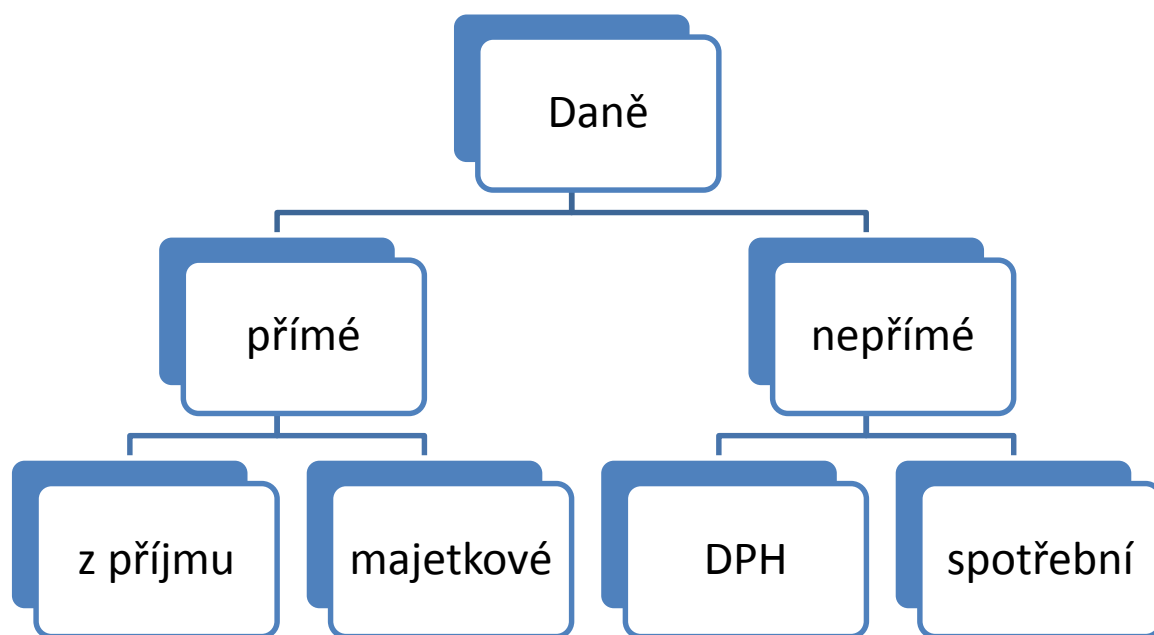 Daně
přímé
nepřímé
z příjmu
majetkové
DPH
spotřební